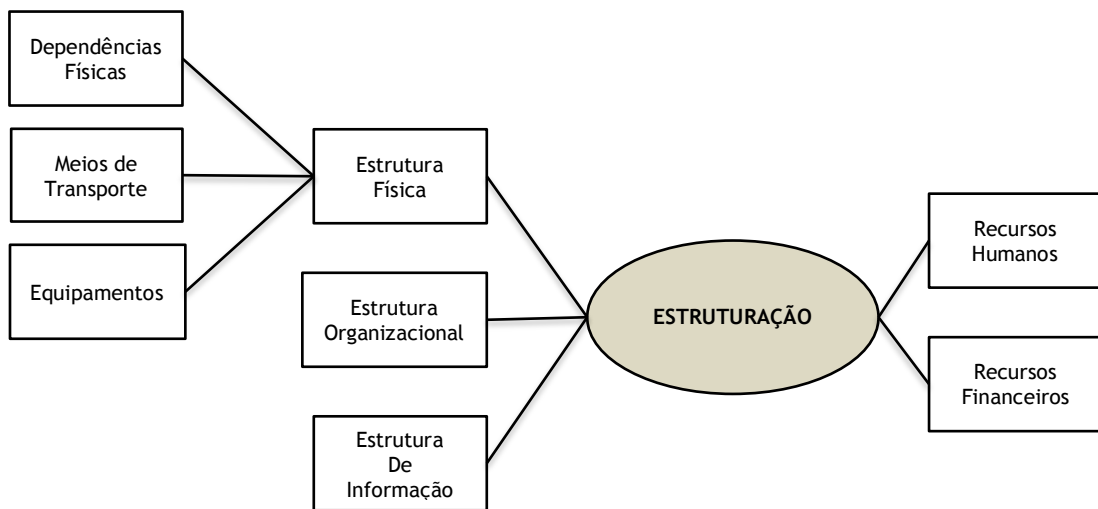 Dependências
Físicas
Meios de
Transporte
Equipamentos
Estrutura
Física
Estrutura
Organizacional
Estrutura
De
Informação
ESTRUTURAÇÃO
Recursos
Humanos
Recursos
Financeiros